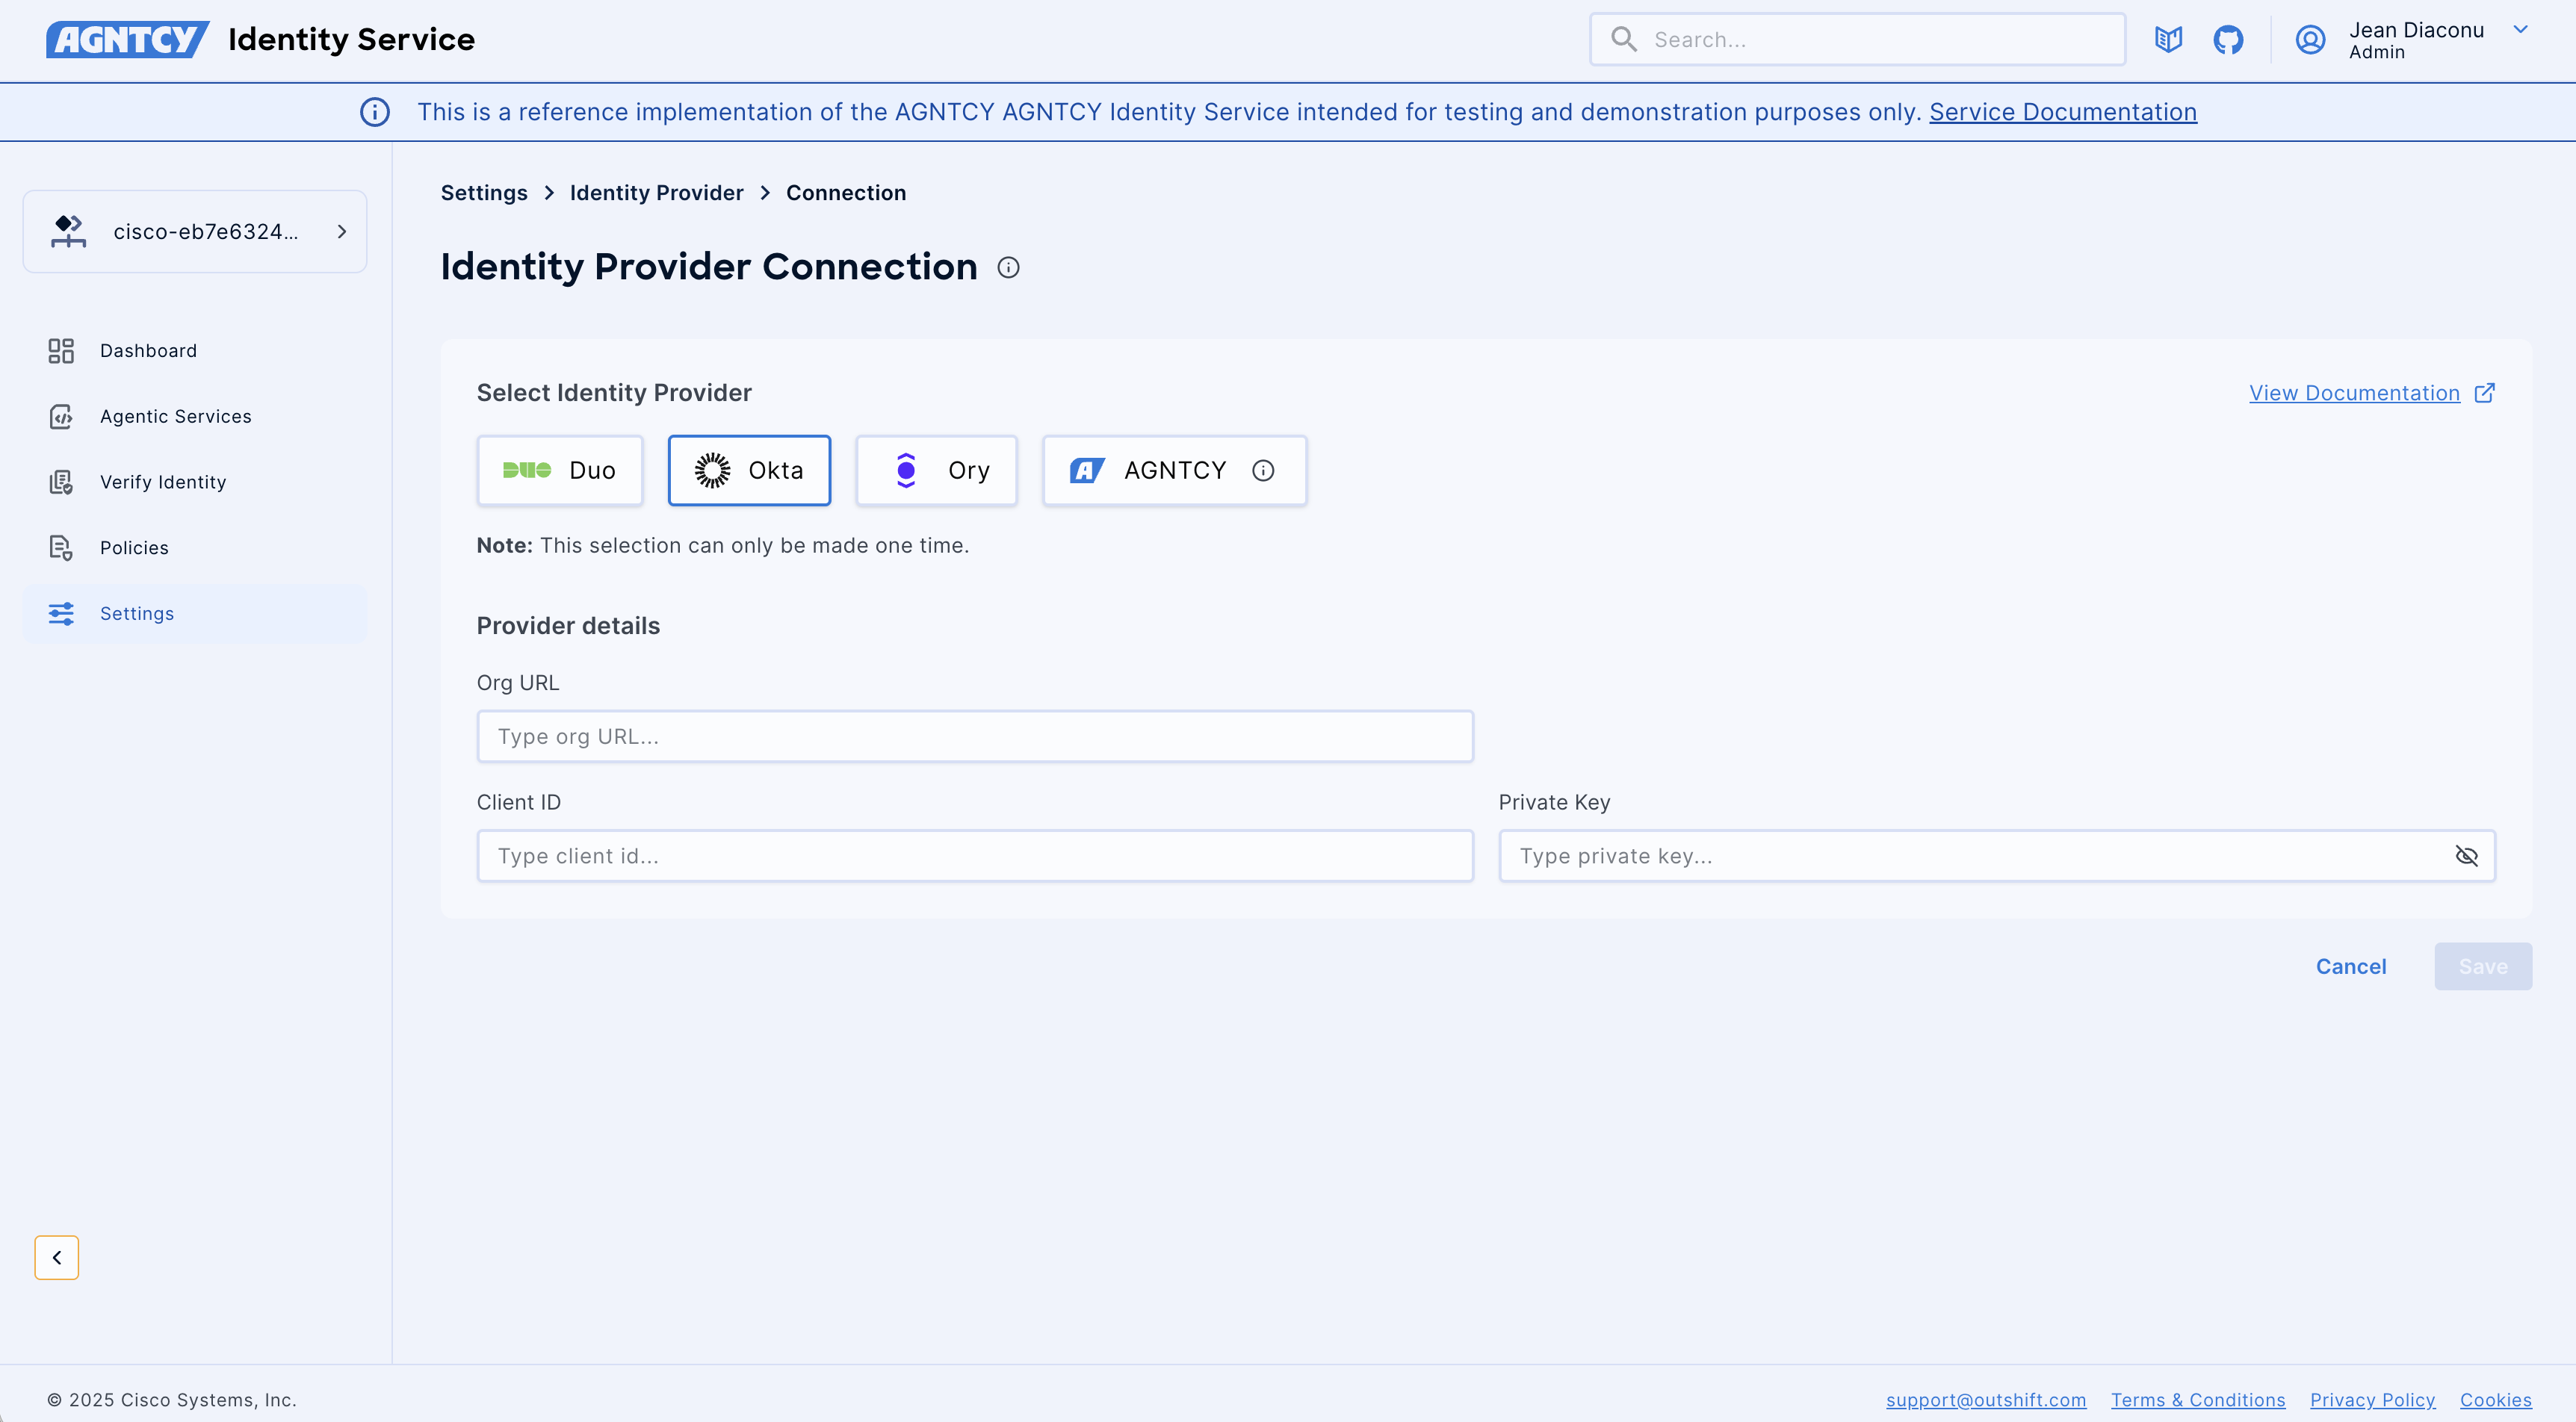 AGNTCY Identity Service
Search...
Jean Diaconu
Admin
This is a reference implementation of the AGNTCY AGNTCY Identity Service intended for testing and demonstration purposes only. Service Documentation
cisco-eb7e6324...
Dashboard
Agentic Services
Verify Identity
Policies
Settings
Settings > Identity Provider > Connection
Identity Provider Connection
Select Identity Provider
View Documentation
Duo
Okta
Ory
AGNTCY
Note: This selection can only be made one time.
Provider details
Org URL
Type org URL...
Client ID
Private Key
Type client id...
Type private key...
Cancel
Save
© 2025 Cisco Systems, Inc.
support@outshift.com
Terms & Conditions
Privacy Policy
Cookies